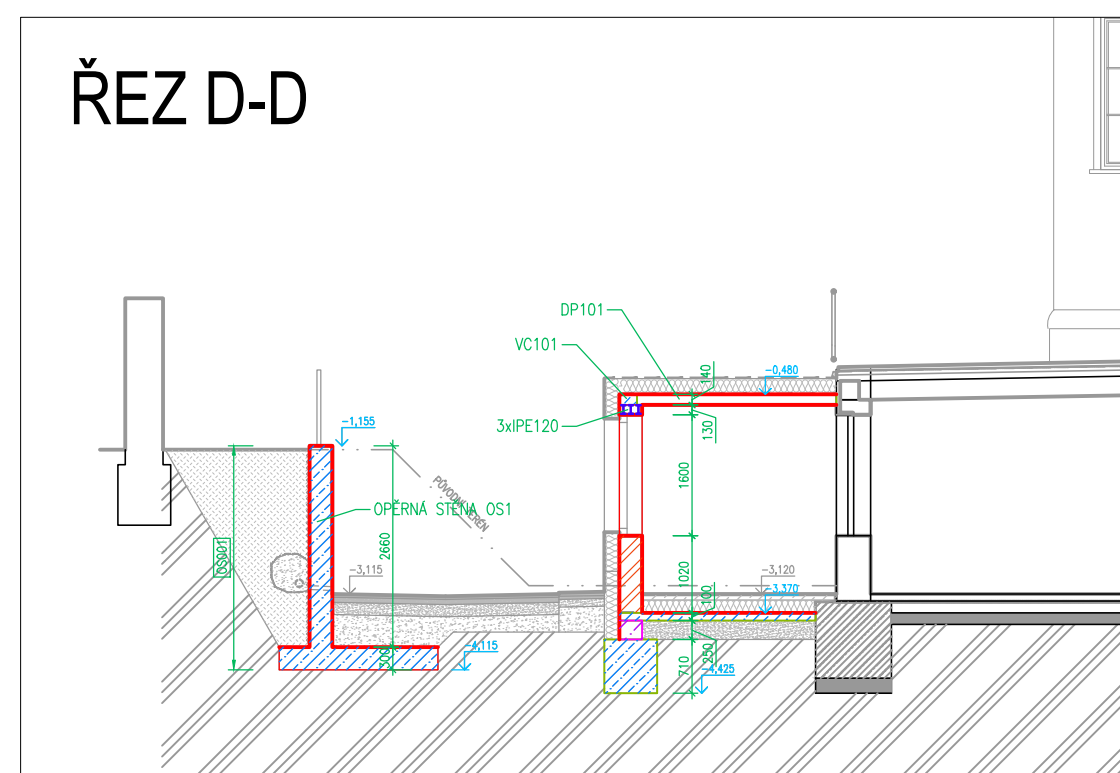 ŘEZ D-D
DP101
VC101
3xIPE120
140
-0,480
130
-1,155
PŮVODNÍ TERÉN
OPĚRNÁ STĚNA OS1
1600
2660
OS001
-3,115
1020
-3,120
100
-3,370
300
-4,115
250
710
-4,425